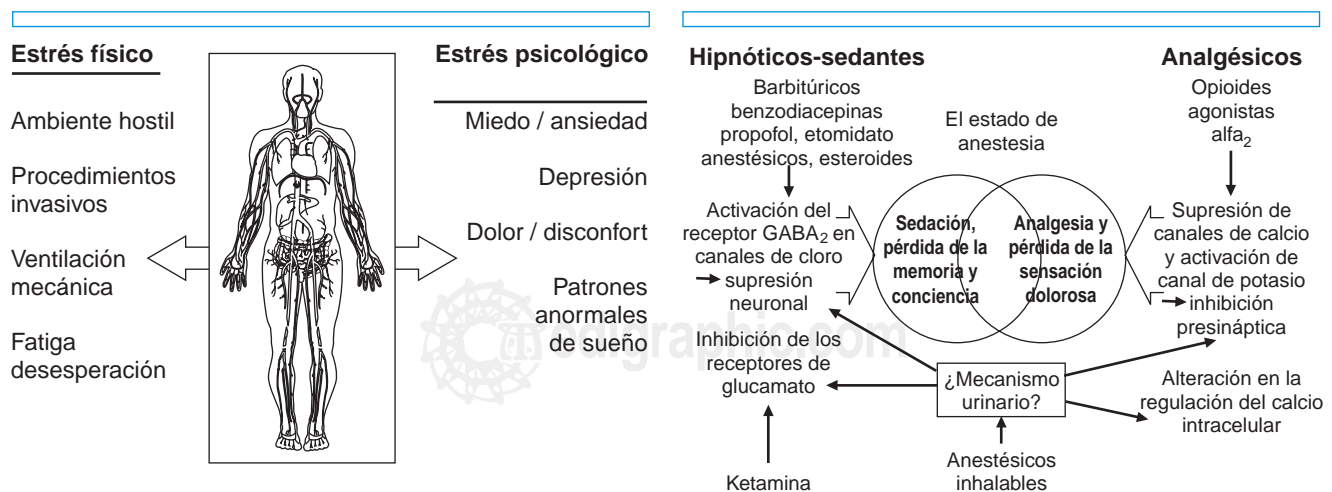 Estrés físico
Ambiente hostil
Procedimientos
invasivos
Ventilación
mecánica
Fatiga
desesperación
Estrés psicológico
Miedo / ansiedad
Depresión
Dolor / disconfort
Patrones
anormales
de sueño
Hipnóticos-sedantes
Barbitúricos
benzodiacepinas
propofol, etomidato
anestésicos, esteroides
Activación del
receptor GABA₂ en
canales de cloro
supresión
neuronal
Inhibición de los
receptores de
glucamato
Ketamina
El estado de
anestesia
Sedación,
pérdida de la
memoria y
conciencia
Analgesia y
pérdida de la
sensación
dolorosa
¿Mecanismo
urinario?
Anestésicos
inhalables
Analgésicos
Opioides
agonistas
alfa₂
Supresión de
canales de calcio
y activación de
canal de potasio
inhibición
presináptica
Alteración en la
regulación del calcio
intracelular
edigraphic.com